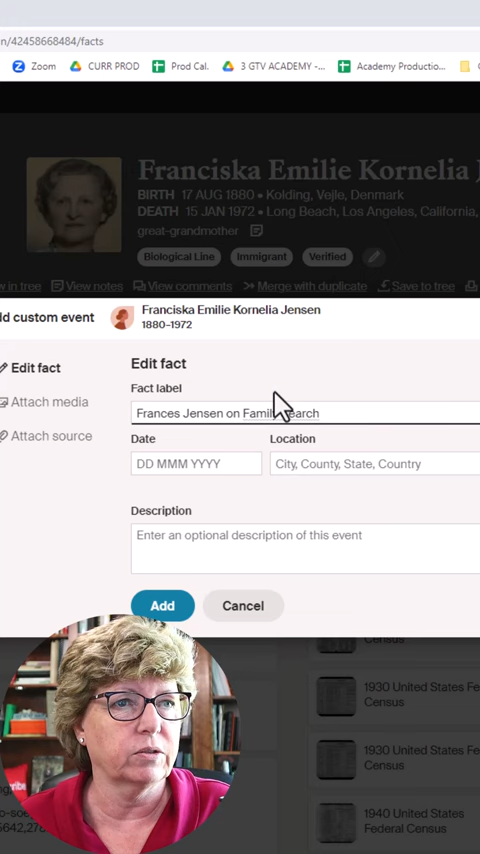 n/42458668484/facts
Zoom CURR PROD Prod Cal. 3 GTV ACADEMY -... Academy Productio...
Franciska Emilie Kornelia J
BIRTH 17 AUG 1880 • Kolding, Vejle, Denmark
DEATH 15 JAN 1972 • Long Beach, Los Angeles, California,
great-grandmother
Biological Line Immigrant Verified
w in tree View notes View comments Merge with duplicate Save to tree
dd custom event
Franciska Emilie Kornelia Jensen
1880–1972
Edit fact
Attach media
Attach source
Edit fact
Fact label
Frances Jensen on Famil earch
Date Location
DD MMM YYYY City, County, State, Country
Description
Enter an optional description of this event
Add Cancel
Census
1930 United States Fe
Census
1930 United States Fe
Census
1940 United States
Federal Census